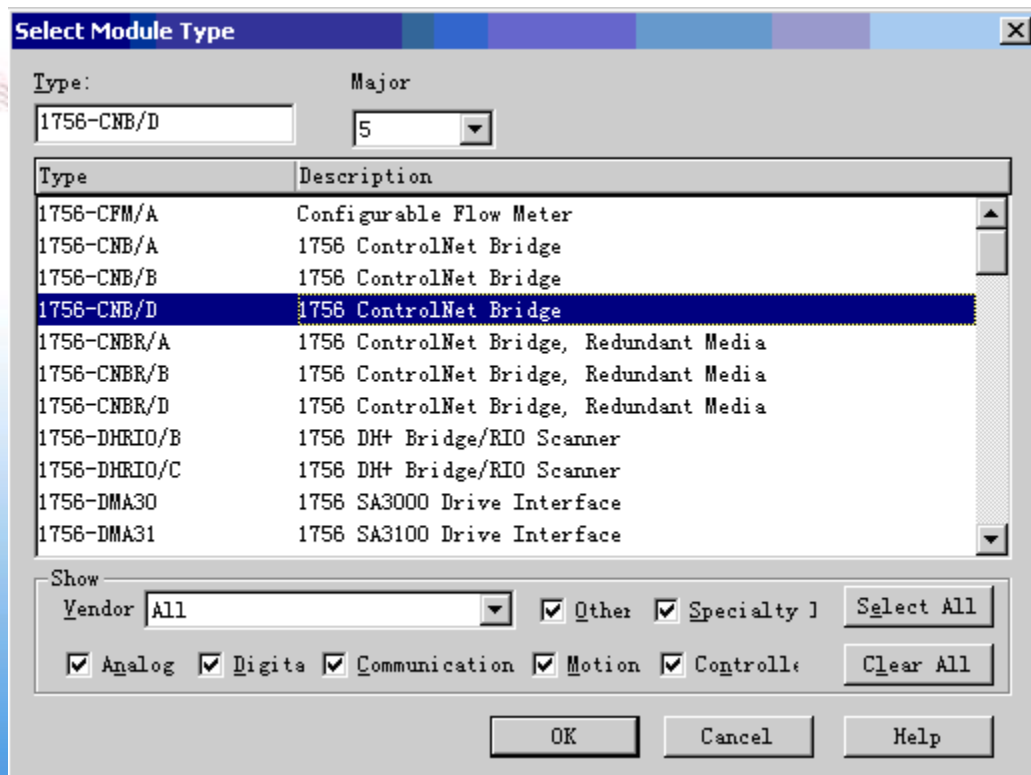 Select Module Type
Type: Major
1756-CNB/D 5
Type Description
1756-CFM/A Configurable Flow Meter
1756-CNB/A 1756 ControlNet Bridge
1756-CNB/B 1756 ControlNet Bridge
1756-CNB/D 1756 ControlNet Bridge
1756-CNBR/A 1756 ControlNet Bridge, Redundant Media
1756-CNBR/B 1756 ControlNet Bridge, Redundant Media
1756-CNBR/D 1756 ControlNet Bridge, Redundant Media
1756-DHRIO/B 1756 DH+ Bridge/RIO Scanner
1756-DHRIO/C 1756 DH+ Bridge/RIO Scanner
1756-DMA30 1756 SA3000 Drive Interface
1756-DMA31 1756 SA3100 Drive Interface
Show
Vendor All Other Specialty I Select All
Analog Digita Communication Motion Controlle Clear All
OK Cancel Help